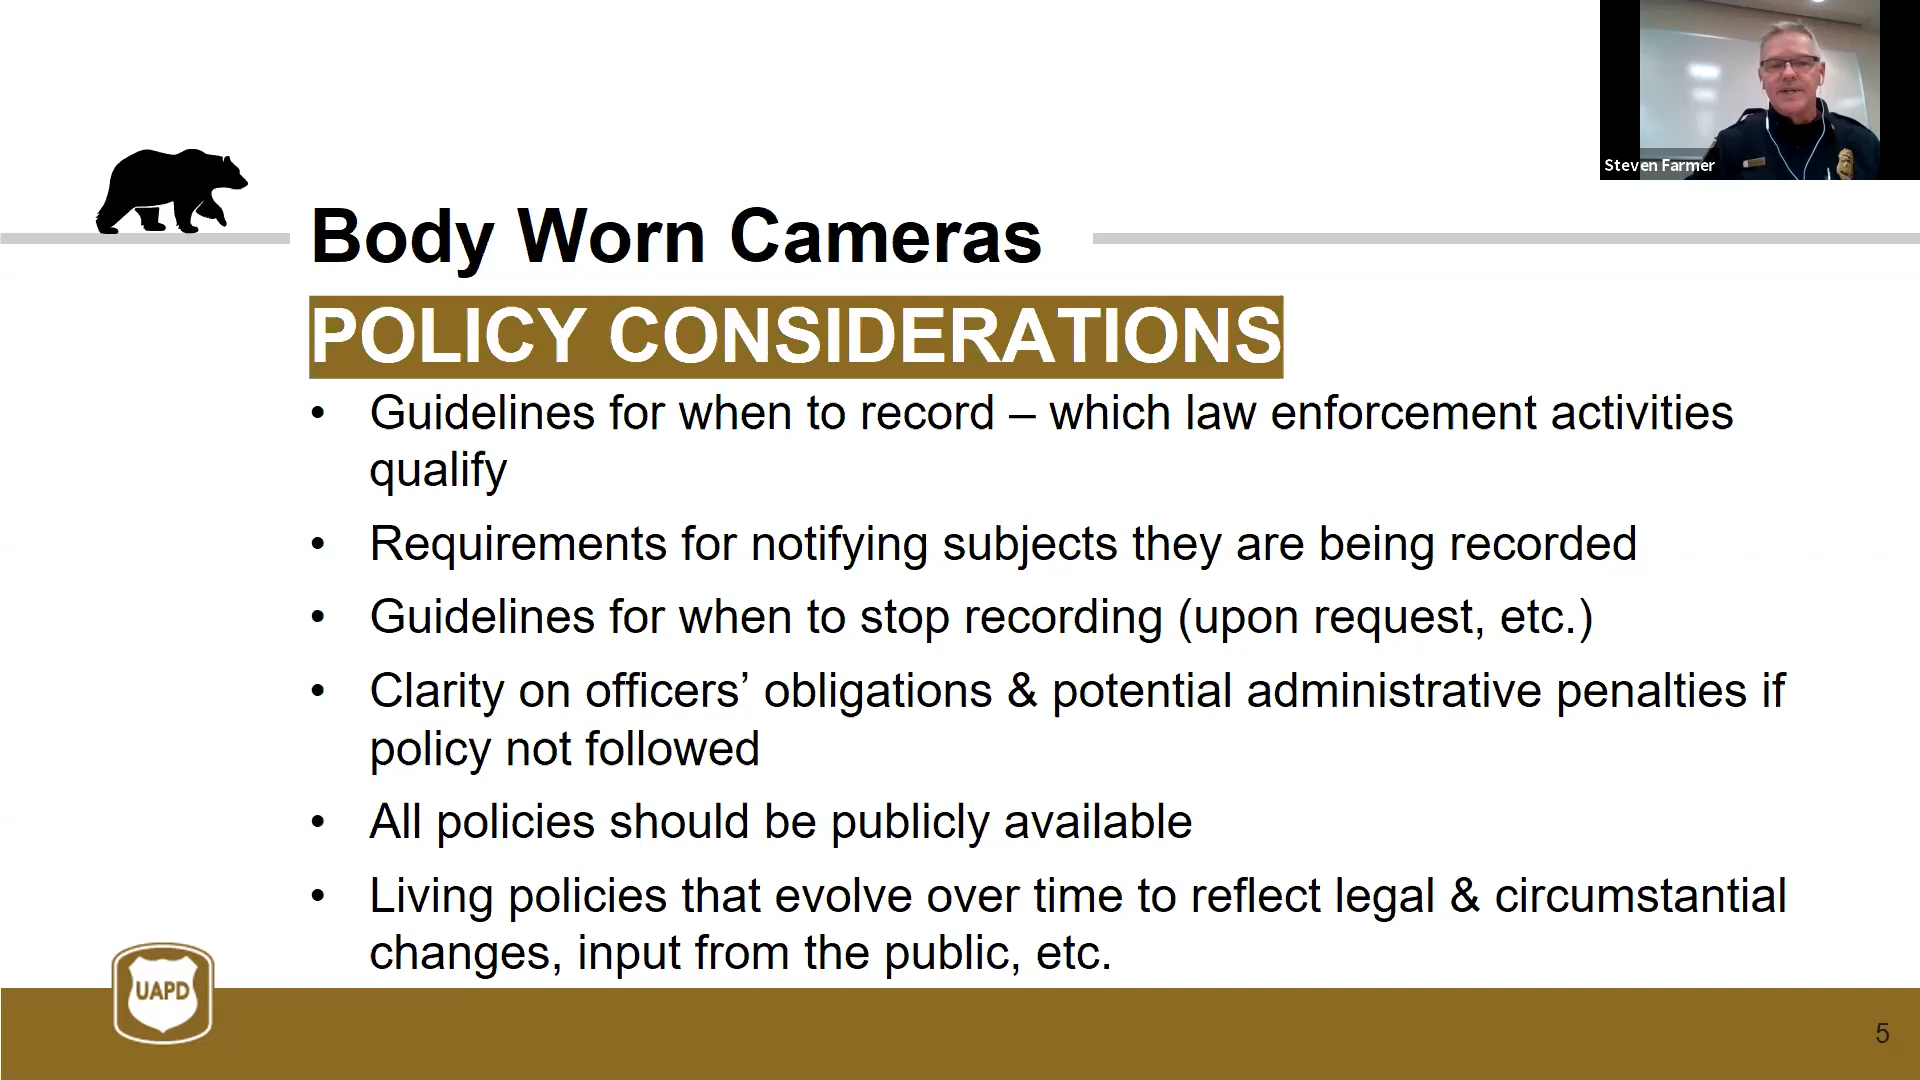 Steven Farmer
Body Worn Cameras
POLICY CONSIDERATIONS
• Guidelines for when to record – which law enforcement activities
qualify
• Requirements for notifying subjects they are being recorded
• Guidelines for when to stop recording (upon request, etc.)
• Clarity on officers’ obligations & potential administrative penalties if
policy not followed
• All policies should be publicly available
• Living policies that evolve over time to reflect legal & circumstantial
changes, input from the public, etc.
UAPD
5